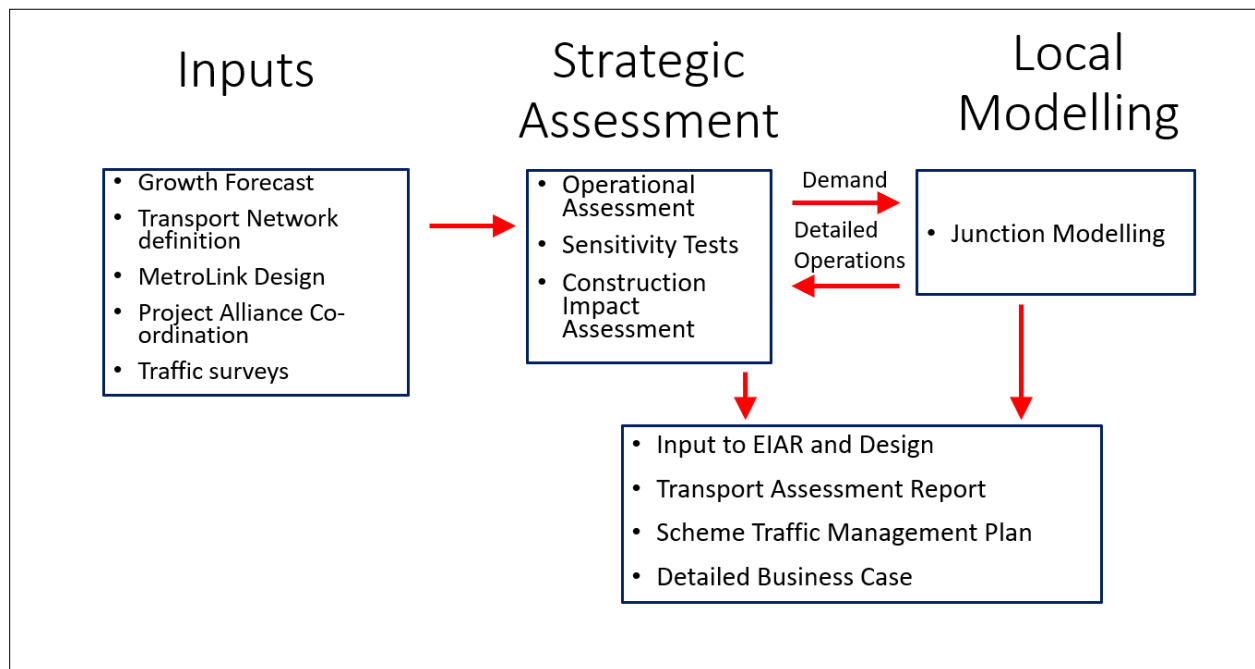 Inputs
Strategic
Assessment
Local
Modelling
• Growth Forecast
• Transport Network
definition
• MetroLink Design
• Project Alliance Co-
ordination
• Traffic surveys
• Operational
Assessment
• Sensitivity Tests
• Construction
Impact
Assessment
Demand
Detailed
Operations
• Junction Modelling
• Input to EIAR and Design
• Transport Assessment Report
• Scheme Traffic Management Plan
• Detailed Business Case